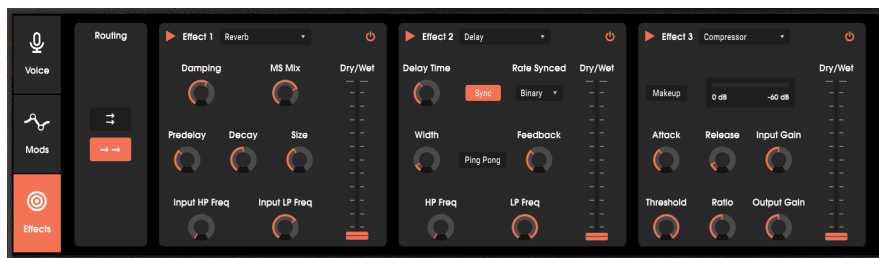 Voice
Mods
Effects
Routing
Effect 1 Reverb
Damping MS Mix Dry/Wet
Predelay Decay Size
Input HP Freq Input LP Freq
Effect 2 Delay
Delay Time Rate Synced Dry/Wet
Sync Binary
Width Feedback
Ping Pong
HP Freq LP Freq
Effect 3 Compressor
Dry/Wet
Makeup 0 dB -60 dB
Attack Release Input Gain
Threshold Ratio Output Gain